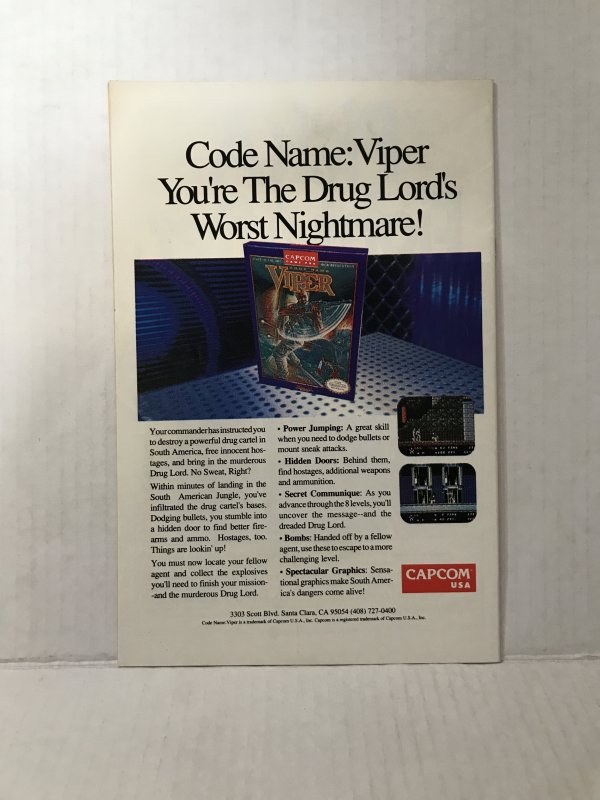 Code Name: Viper
You're The Drug Lord's
Worst Nightmare!
CAPCOM
CODE NAME
VIPER
Your commander has instructed you
to destroy a powerful drug cartel in
South America, free innocent hos-
tages, and bring in the murderous
Drug Lord. No Sweat, Right?
Within minutes of landing in the
South American Jungle, you've
infiltrated the drug cartel's bases.
Dodging bullets, you stumble into
a hidden door to find better fire-
arms and ammo. Hostages, too.
Things are lookin' up!
You must now locate your fellow
agent and collect the explosives
you'll need to finish your mission-
-and the murderous Drug Lord.
• Power Jumping: A great skill
when you need to dodge bullets or
mount sneak attacks.
• Hidden Doors: Behind them,
find hostages, additional weapons
and ammunition.
• Secret Communique: As you
advance through the 8 levels, you'll
uncover the message--and the
dreaded Drug Lord.
• Bombs: Handed off by a fellow
agent, use these to escape to a more
challenging level.
• Spectacular Graphics: Sensa-
tional graphics make South Amer-
ica's dangers come alive!
CAPCOM
USA
3303 Scott Blvd. Santa Clara, CA 95054 (408) 727-0400
Code Name: Viper is a trademark of Capcom U.S.A., Inc. Capcom is a registered trademark of Capcom U.S.A., Inc.